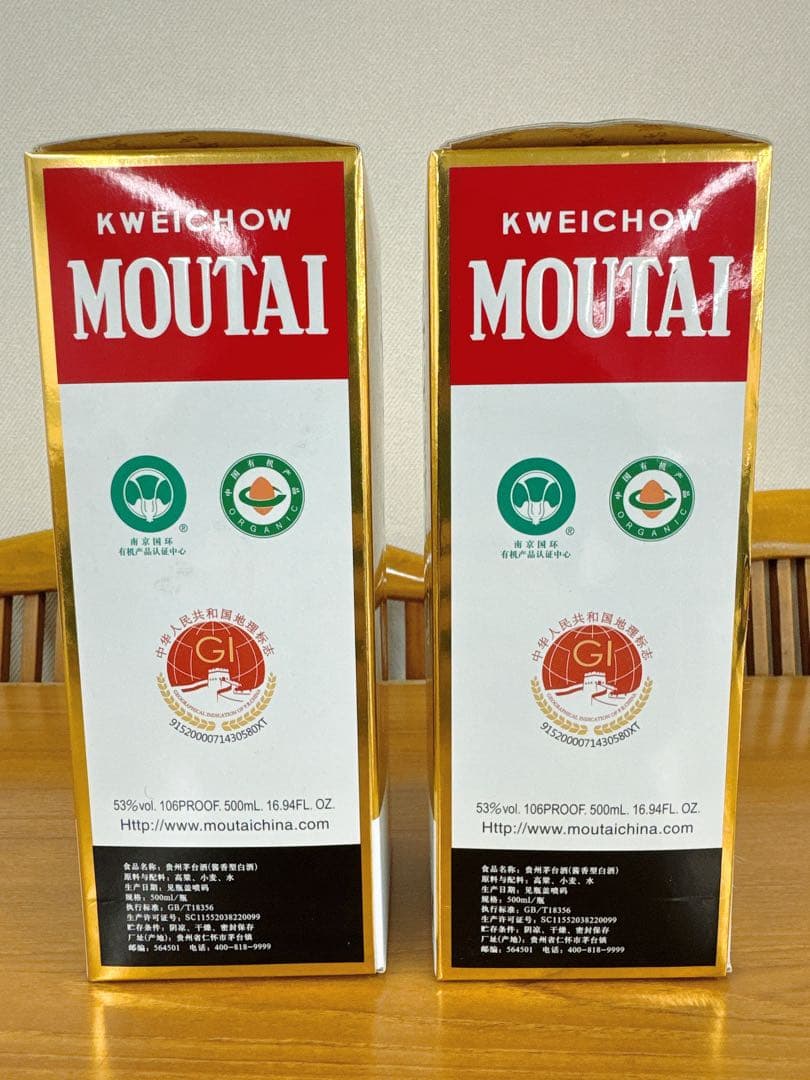 KWEICHOW
MOUTAI
南京国环
有机产品认证中心
®
中国有机产品
ORGANIC
中华人民共和国地理标志
GI
GEOGRAPHICAL INDICATION OF P.R.CHINA
9152000071430580XT
53%vol. 106PROOF. 500mL. 16.94FL. OZ.
Http://www.moutaichina.com
食品名称：贵州茅台酒(酱香型白酒)
原料与配料：高粱、小麦、水
生产日期：见瓶盖喷码
规格：500ml/瓶
执行标准：GB/T18356
生产许可证号：SC11552038220099
贮存条件：阴凉、干燥、密封保存
厂址(产地)：贵州省仁怀市茅台镇
邮编：564501 电话：400-818-9999
KWEICHOW
MOUTAI
南京国环
有机产品认证中心
®
中国有机产品
ORGANIC
中华人民共和国地理标志
GI
GEOGRAPHICAL INDICATION OF P.R.CHINA
9152000071430580XT
53%vol. 106PROOF. 500mL. 16.94FL. OZ.
Http://www.moutaichina.com
食品名称：贵州茅台酒(酱香型白酒)
原料与配料：高粱、小麦、水
生产日期：见瓶盖喷码
规格：500ml/瓶
执行标准：GB/T18356
生产许可证号：SC11552038220099
贮存条件：阴凉、干燥、密封保存
厂址(产地)：贵州省仁怀市茅台镇
邮编：564501 电话：400-818-9999